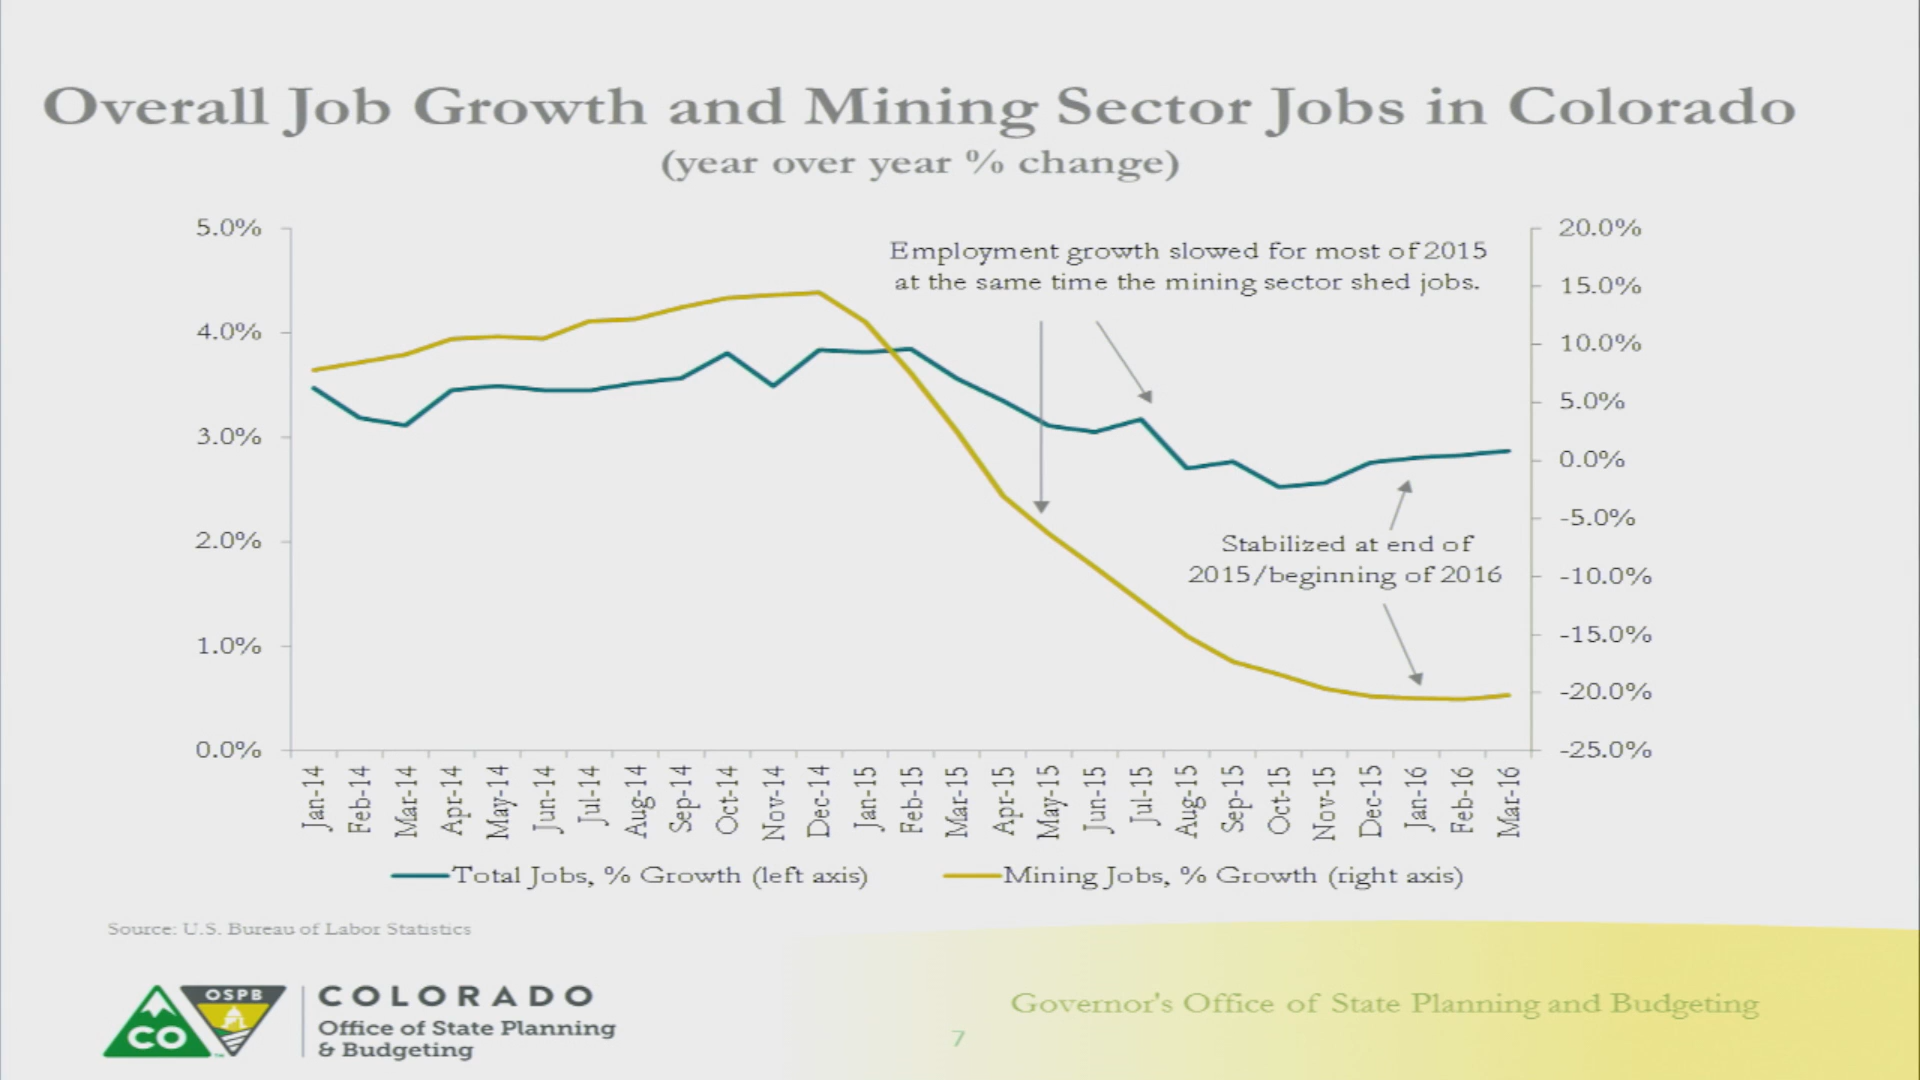 Overall Job Growth and Mining Sector Jobs in Colorado
(year over year % change)
5.0%
4.0%
3.0%
2.0%
1.0%
0.0%
Employment growth slowed for most of 2015
at the same time the mining sector shed jobs.
Stabilized at end of
2015/beginning of 2016
20.0%
15.0%
10.0%
5.0%
0.0%
-5.0%
-10.0%
-15.0%
-20.0%
-25.0%
Jan-14
Feb-14
Mar-14
Apr-14
May-14
Jun-14
Jul-14
Aug-14
Sep-14
Oct-14
Nov-14
Dec-14
Jan-15
Feb-15
Mar-15
Apr-15
May-15
Jun-15
Jul-15
Aug-15
Sep-15
Oct-15
Nov-15
Dec-15
Jan-16
Feb-16
Mar-16
Total Jobs, % Growth (left axis)
Mining Jobs, % Growth (right axis)
Source: U.S. Bureau of Labor Statistics
CO
OSPB
TM
COLORADO
Office of State Planning
& Budgeting
Governor's Office of State Planning and Budgeting
7